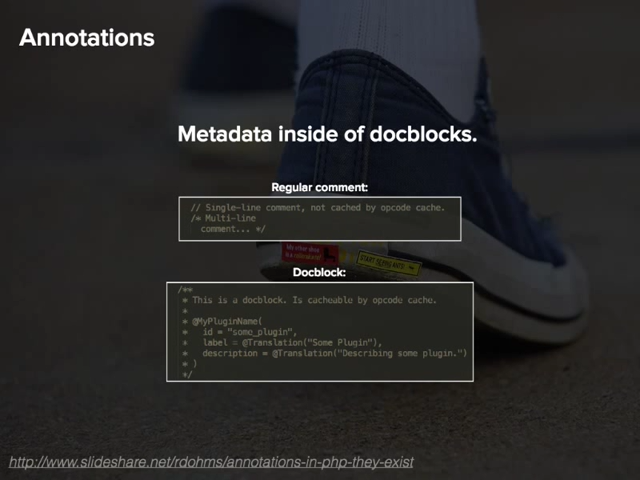 Annotations
Metadata inside of docblocks.
Regular comment:
// Single-line comment, not cached by opcode cache.
/* Multi-line
comment... */
Docblock:
/**
* This is a docblock. Is cacheable by opcode cache.
*
* @MyPluginName(
* id = "some_plugin",
* label = @Translation("Some Plugin"),
* description = @Translation("Describing some plugin.")
* )
*/
http://www.slideshare.net/rdohms/annotations-in-php-they-exist